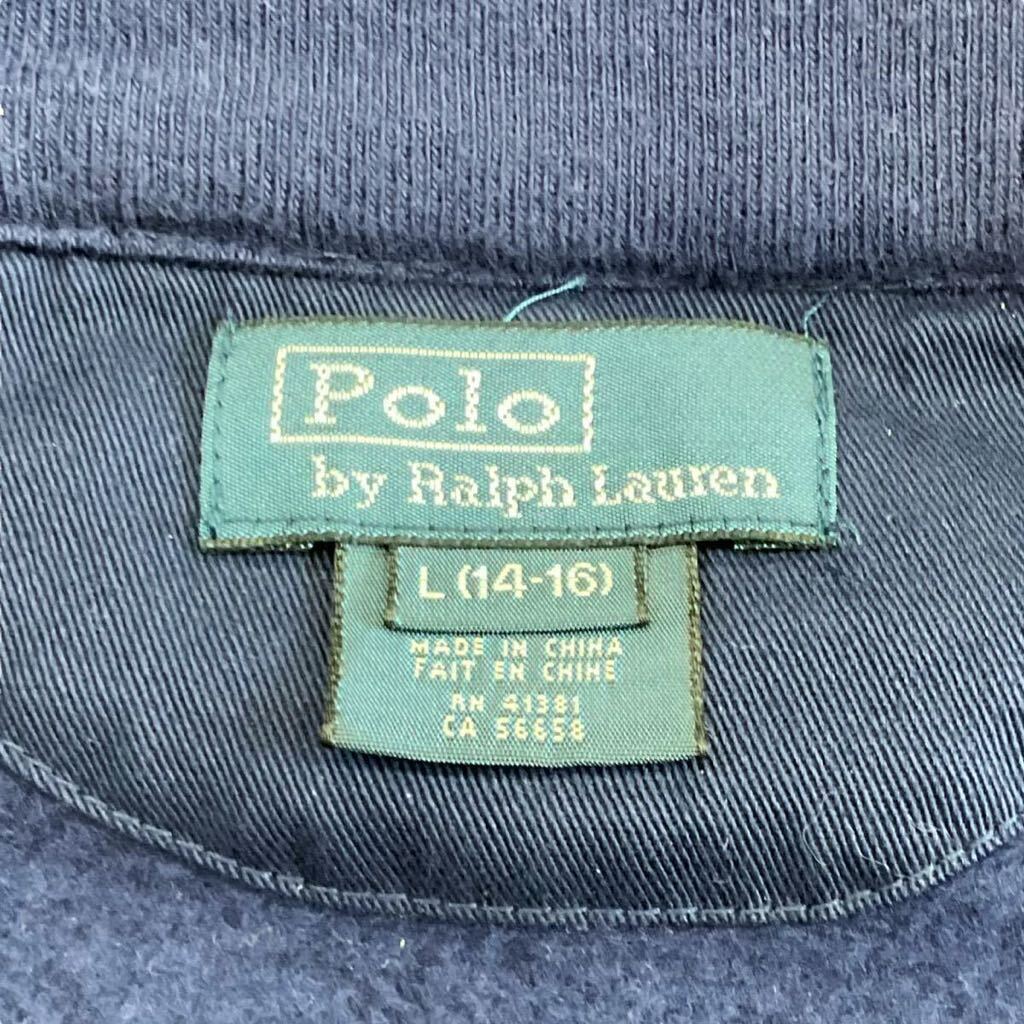 Polo
by Ralph Lauren
L (14-16)
MADE IN CHINA
FAIT EN CHINE
RN 41381
CA 56658